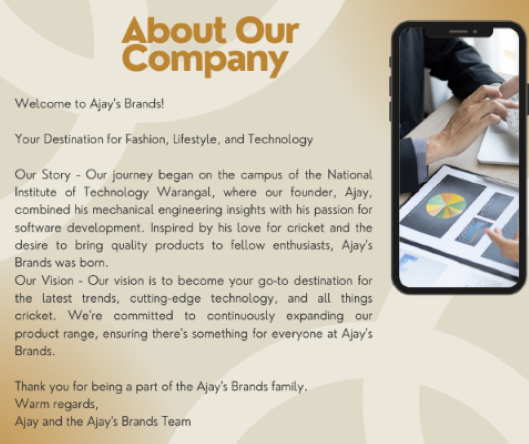 About Our
Company
Welcome to Ajay's Brands!
Your Destination for Fashion, Lifestyle, and Technology
Our Story - Our journey began on the campus of the National
Institute of Technology Warangal, where our founder, Ajay,
combined his mechanical engineering insights with his passion for
software development. Inspired by his love for cricket and the
desire to bring quality products to fellow enthusiasts, Ajay's
Brands was born.
Our Vision - Our vision is to become your go-to destination for
the latest trends, cutting-edge technology, and all things
cricket. We're committed to continuously expanding our
product range, ensuring there's something for everyone at Ajay's
Brands.
Thank you for being a part of the Ajay's Brands family.
Warm regards,
Ajay and the Ajay's Brands Team